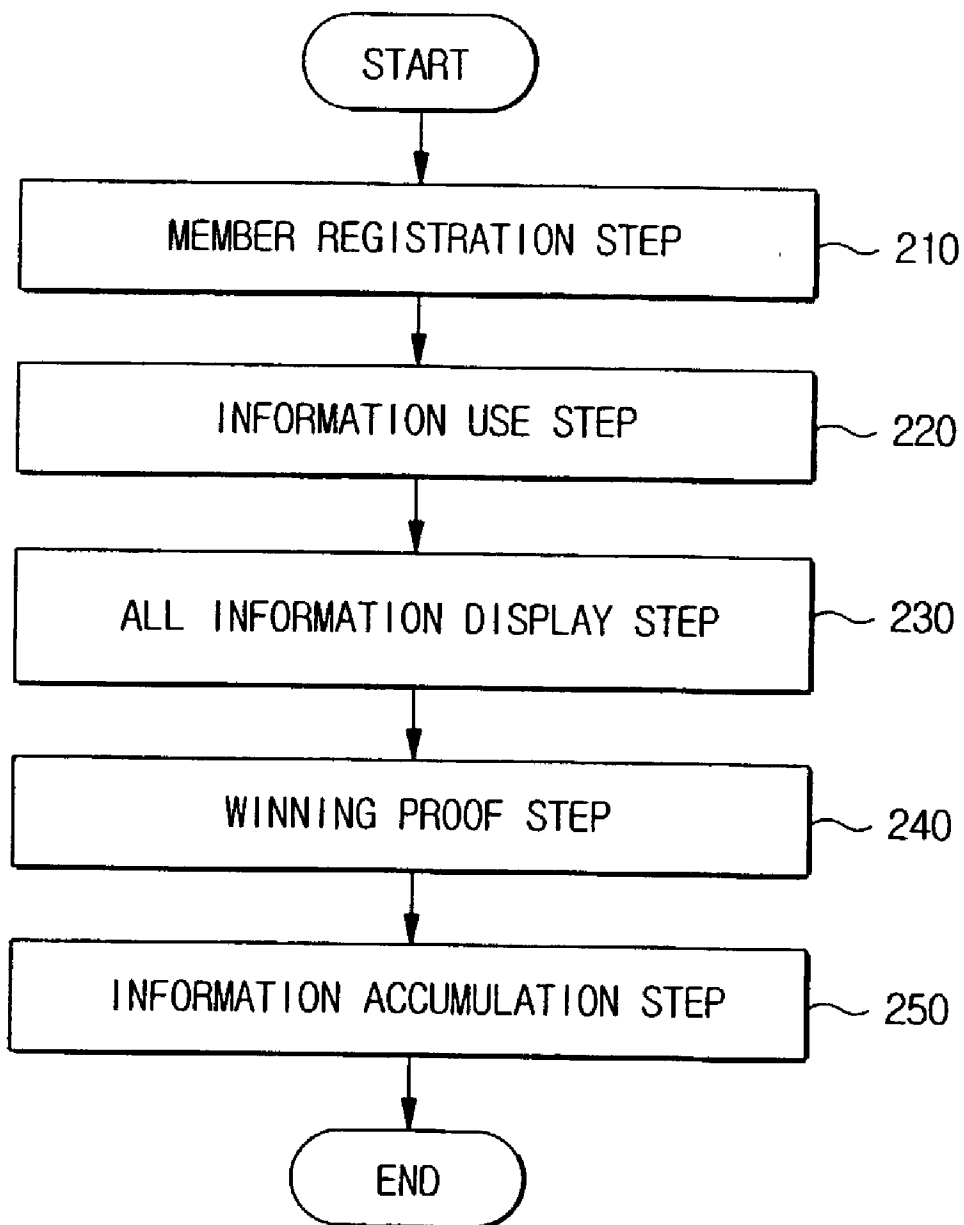 START
MEMBER REGISTRATION STEP
210
INFORMATION USE STEP
220
ALL INFORMATION DISPLAY STEP
230
WINNING PROOF STEP
240
INFORMATION ACCUMULATION STEP
250
END